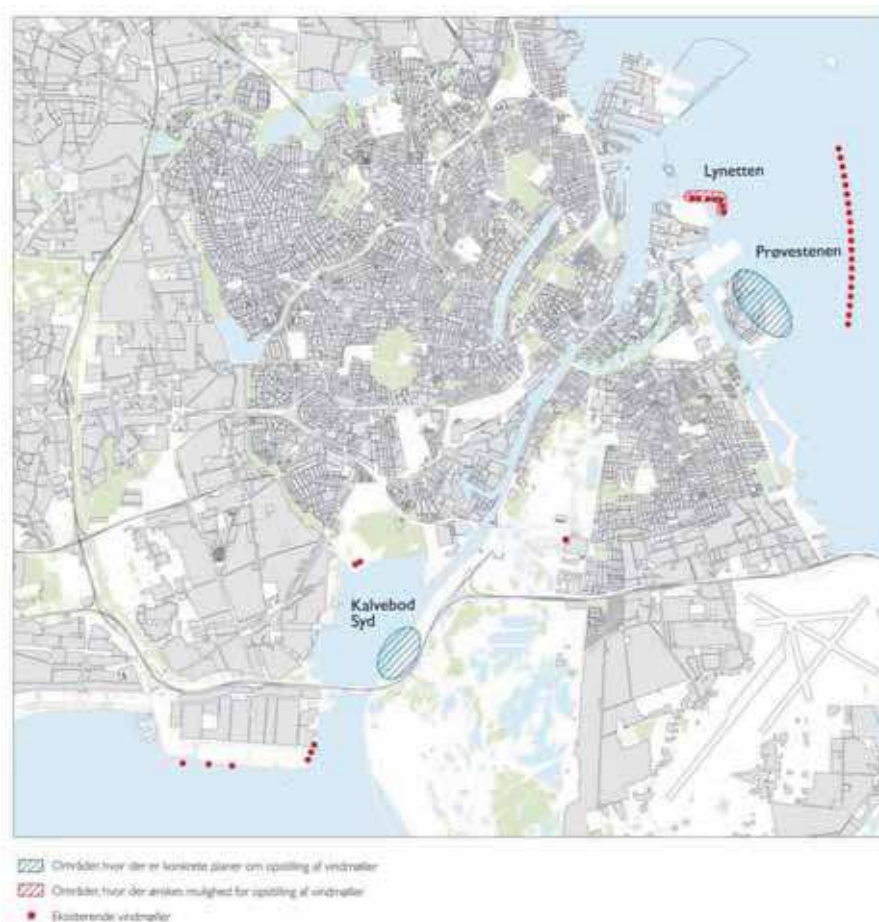 Lynetten
Prøvestenen
Kalvebod
Syd
Områder, hvor der er konkrete planer om opstilling af vindmøller
Områder, hvor der ønskes mulighed for opstilling af vindmøller
Eksisterende vindmøller